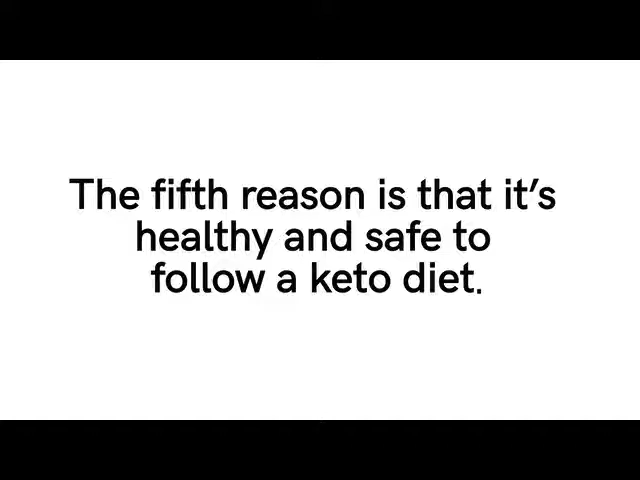 The fifth reason is that it’s
healthy and safe to
follow a keto diet.